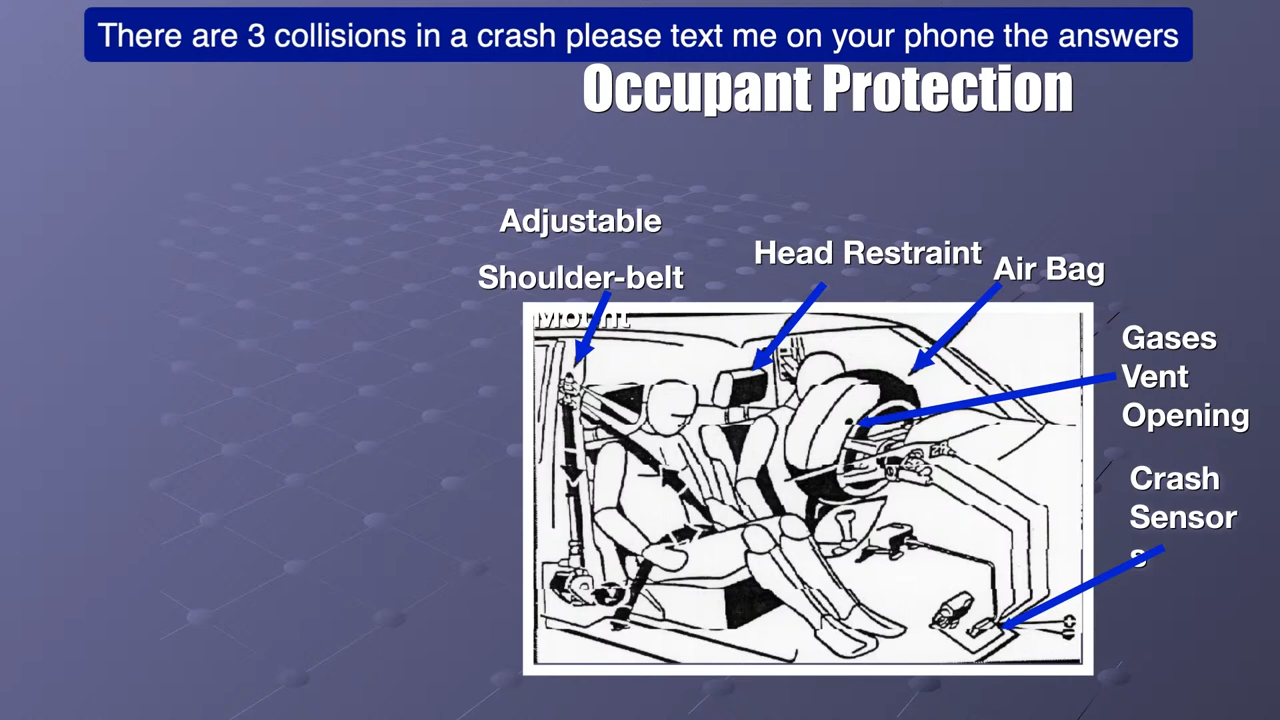 There are 3 collisions in a crash please text me on your phone the answers
Occupant Protection
Adjustable
Shoulder-belt
Mount
Head Restraint
Air Bag
Gases
Vent
Opening
Crash
Sensor
s